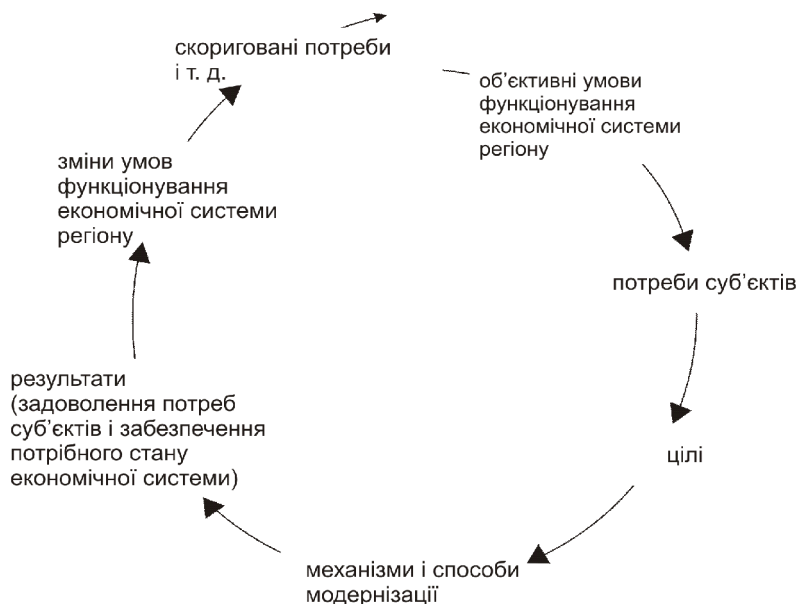 скориговані потреби
і т. д.
об’єктивні умови
функціонування
економічної системи
регіону
потреби суб’єктів
цілі
механізми і способи
модернізації
результати
(задоволення потреб
суб’єктів і забезпечення
потрібного стану
економічної системи)
зміни умов
функціонування
економічної системи
регіону